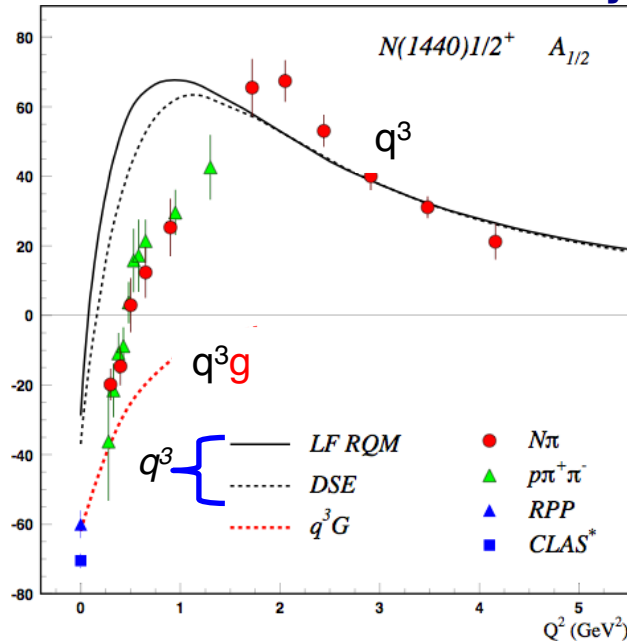 80
N(1440)1/2⁺ A₁/₂
60
q³
40
20
0
q³g
-20
-40
q³
LF RQM
DSE
q³G
Nπ
pπ⁺π⁻
RPP
CLAS*
-60
-80
0 1 2 3 4 5
Q² (GeV²)